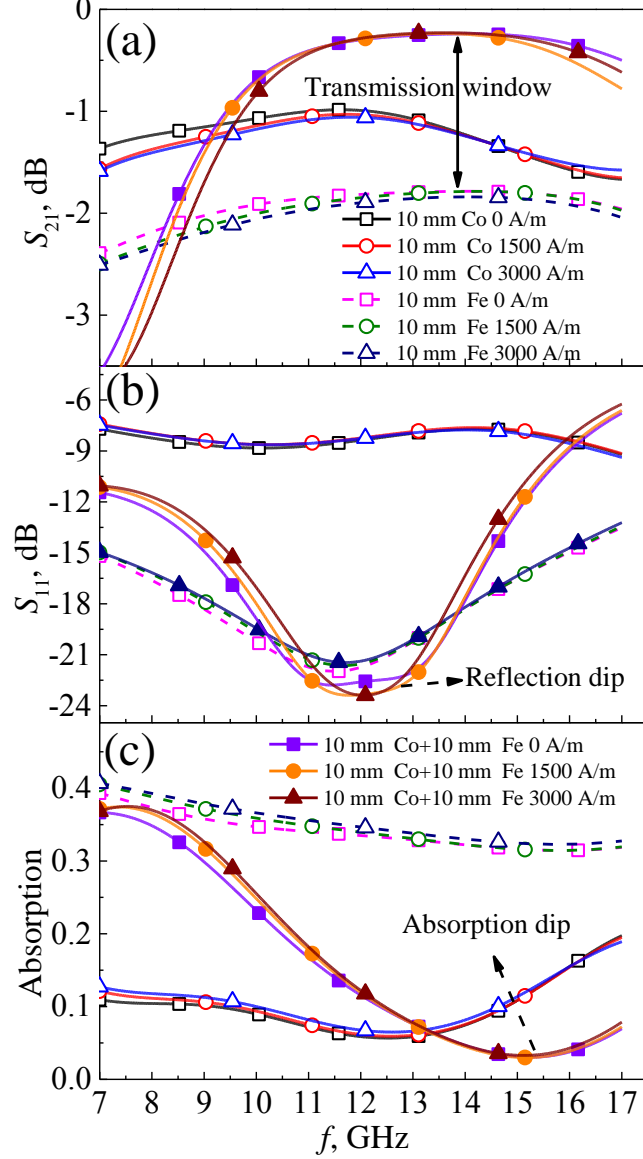 (a)
0
-1
-2
-3
S21, dB
Transmission window
10 mm Co 0 A/m
10 mm Co 1500 A/m
10 mm Co 3000 A/m
10 mm Fe 0 A/m
10 mm Fe 1500 A/m
10 mm Fe 3000 A/m
(b)
-6
-9
-12
-15
-18
-21
-24
S11, dB
Reflection dip
(c)
10 mm Co+10 mm Fe 0 A/m
10 mm Co+10 mm Fe 1500 A/m
10 mm Co+10 mm Fe 3000 A/m
0.4
0.3
0.2
0.1
0.0
Absorption
Absorption dip
7 8 9 10 11 12 13 14 15 16 17
f, GHz